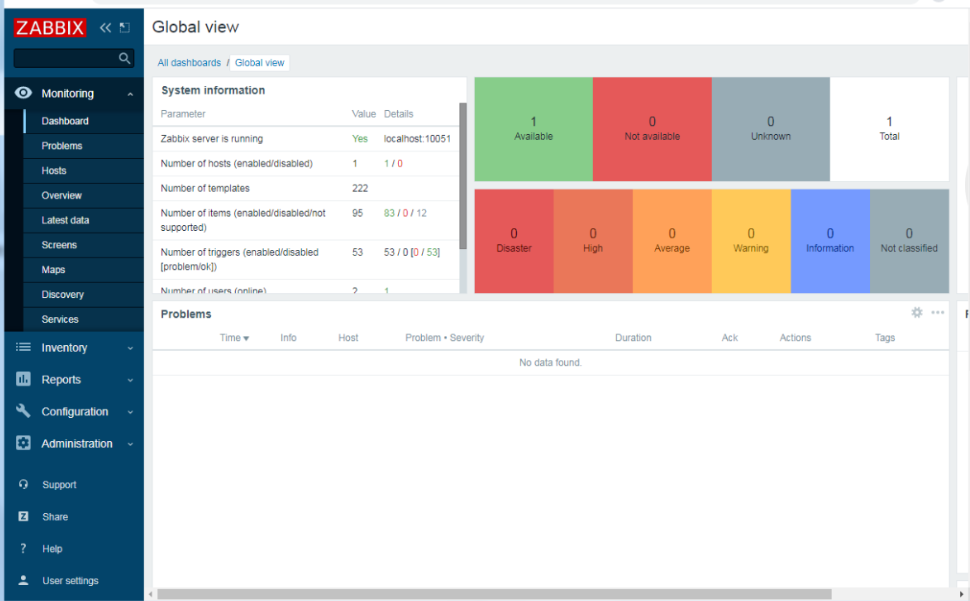 ZABBIX
Global view
All dashboards / Global view
Monitoring
Dashboard
Problems
Hosts
Overview
Latest data
Screens
Maps
Discovery
Services
Inventory
Reports
Configuration
Administration
Support
Share
? Help
User settings
System information
Parameter Value Details
Zabbix server is running Yes localhost:10051
Number of hosts (enabled/disabled) 1 1 / 0
Number of templates 222
Number of items (enabled/disabled/not supported) 95 83 / 0 / 12
Number of triggers (enabled/disabled [problem/ok]) 53 53 / 0 [0 / 53]
Number of users (online) 2 1
1 Available
0 Not available
0 Unknown
1 Total
0 Disaster
0 High
0 Average
0 Warning
0 Information
0 Not classified
Problems
Time Info Host Problem • Severity Duration Ack Actions Tags
No data found.